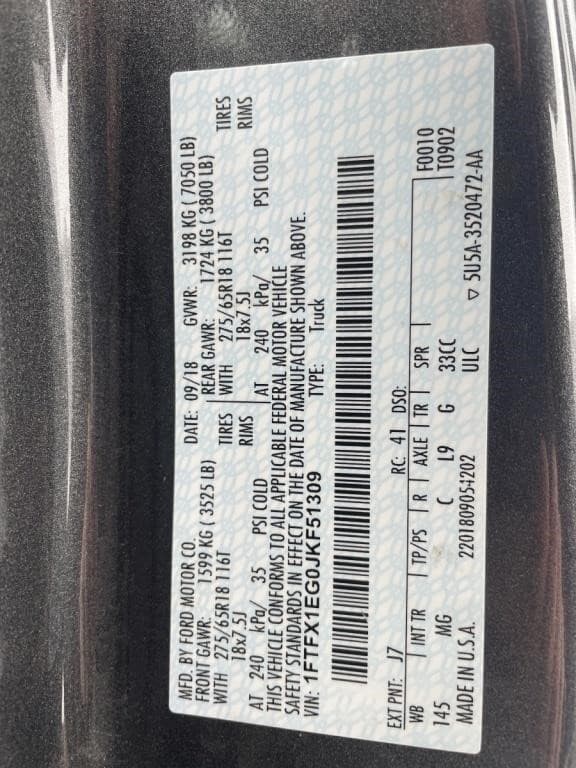 MFD. BY FORD MOTOR CO. DATE: 09/18 GVWR: 3198 KG ( 7050 LB)
FRONT GAWR: 1599 KG ( 3525 LB) REAR GAWR: 1724 KG ( 3800 LB)
WITH 275/65R18 116T TIRES WITH 275/65R18 116T TIRES
18x7.5J RIMS 18x7.5J RIMS
AT 240 kPa/ 35 PSI COLD AT 240 kPa/ 35 PSI COLD
THIS VEHICLE CONFORMS TO ALL APPLICABLE FEDERAL MOTOR VEHICLE
SAFETY STANDARDS IN EFFECT ON THE DATE OF MANUFACTURE SHOWN ABOVE.
VIN: 1FTFX1EG0JKF51309 TYPE: Truck
EXT PNT: J7 RC: 41 DSO:
WB INT TR TP/PS R AXLE TR SPR F0010
145 MG C L9 G 33CC T0902
MADE IN U.S.A. 2201809054202 ULC ▽ 5U5A-3520472-AA